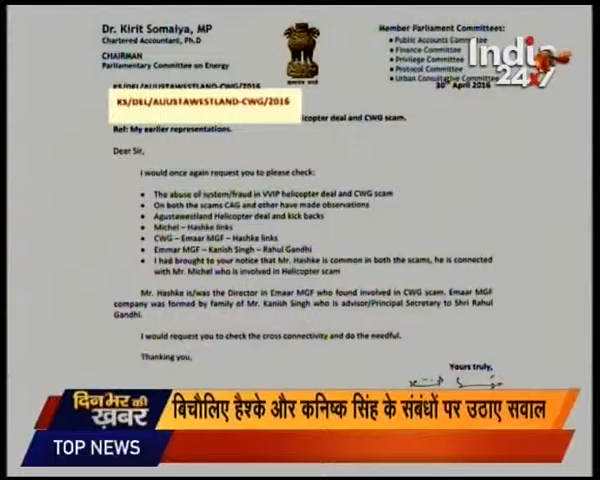 Dr. Kirit Somaiya, MP
Chartered Accountant, Ph.D
CHAIRMAN
Parliamentary Committee on Energy
Member Parliament Committees:
• Public Accounts Committee
• Finance Committee
• Privilege Committee
• Protocol Committee
• Urban Consultative Committee
India
24x7
KS/DEL/AUUSTAWESTLAND-CWG/2016
30th April 2016
KS/DEL/AUUSTAWESTLAND-CWG/2016
icopter deal and CWG scam.
Ref: My earlier representations.
Dear Sir,
I would once again request you to please check:
• The abuse of system/fraud in VVIP helicopter deal and CWG scam
• On both the scams CAG and other have made observations
• Agustawestland Helicopter deal and kick backs
• Michel – Hashke links
• CWG – Emaar MGF – Hashke links
• Emmar MGF – Kanish Singh – Rahul Gandhi
• I had brought to your notice that Mr. Hashke is common in both the scams, he is connected
with Mr. Michel who is involved in Helicopter scam
Mr. Hashke is/was the Director in Emaar MGF who found involved in CWG scam. Emaar MGF
company was formed by family of Mr. Kanish Singh who is advisor/Principal Secretary to Shri Rahul
Gandhi.
I would request you to check the cross connectivity and do the needful.
Thanking you,
Yours truly,
दिनभर की
ख़बर
बिचौलिए हैश्के और कनिष्क सिंह के संबंधों पर उठाए सवाल
TOP NEWS